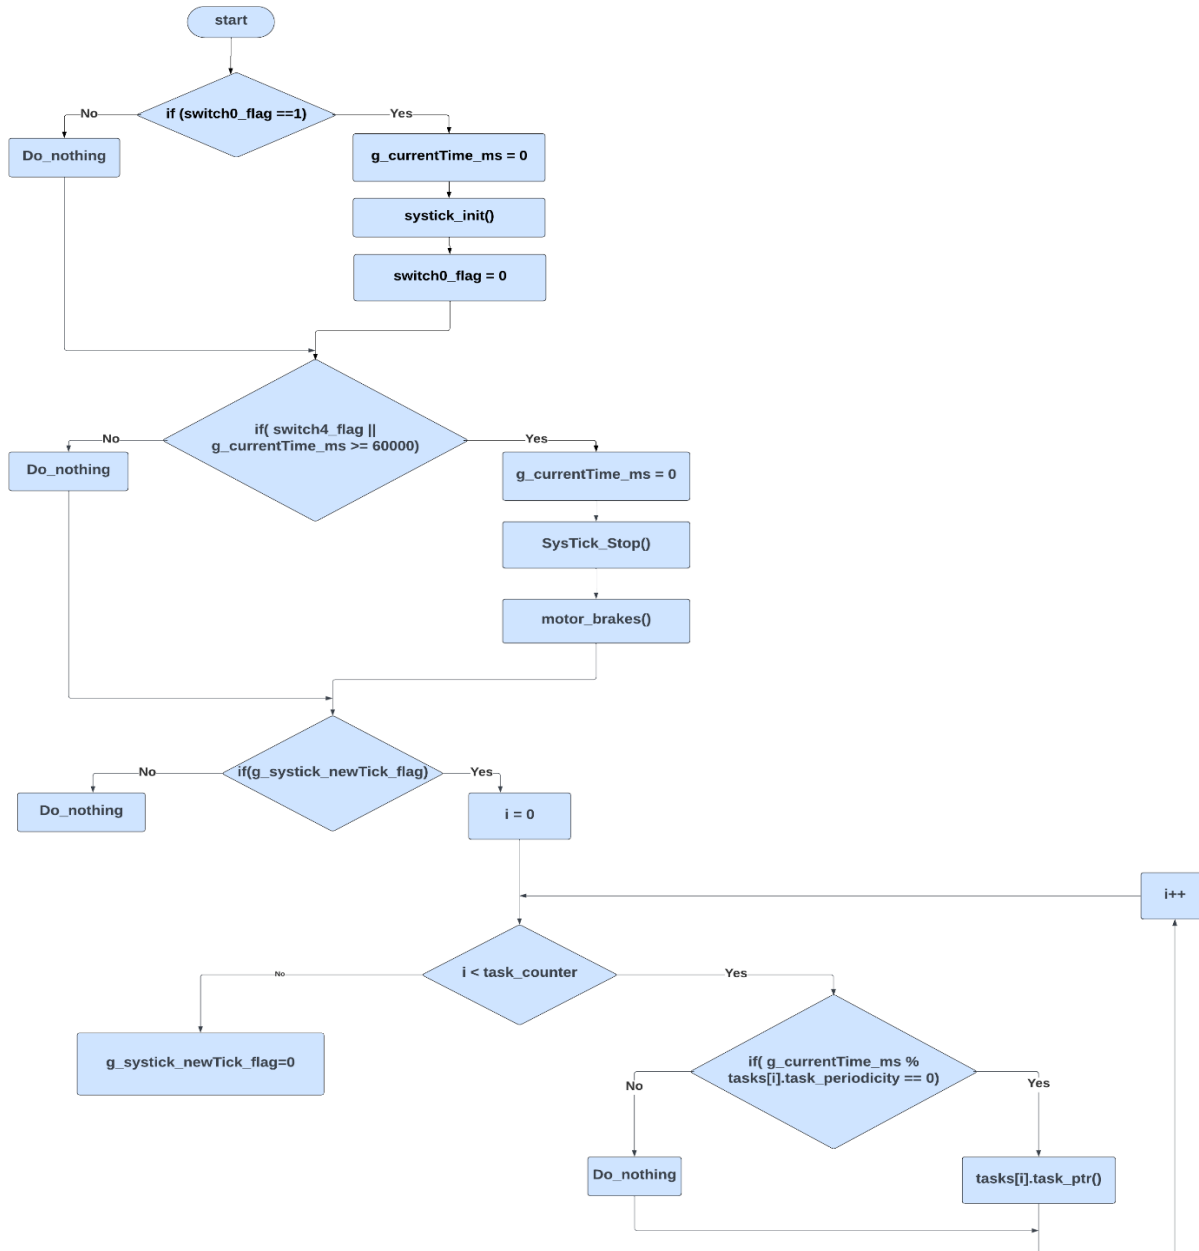 start
if (switch0_flag ==1)
No
Yes
Do_nothing
g_currentTime_ms = 0
systick_init()
switch0_flag = 0
if( switch4_flag ||
g_currentTime_ms >= 60000)
No
Yes
Do_nothing
g_currentTime_ms = 0
SysTick_Stop()
motor_brakes()
if(g_systick_newTick_flag)
No
Yes
Do_nothing
i = 0
i++
i < task_counter
No
Yes
g_systick_newTick_flag=0
if( g_currentTime_ms %
tasks[i].task_periodicity == 0)
No
Yes
Do_nothing
tasks[i].task_ptr()